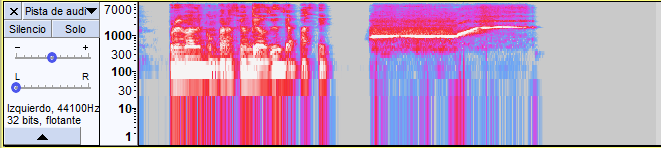 Pista de audi
Silencio Solo
- +
L R
Izquierdo, 44100Hz
32 bits, flotante
7000
1000
300
100
30
10
1